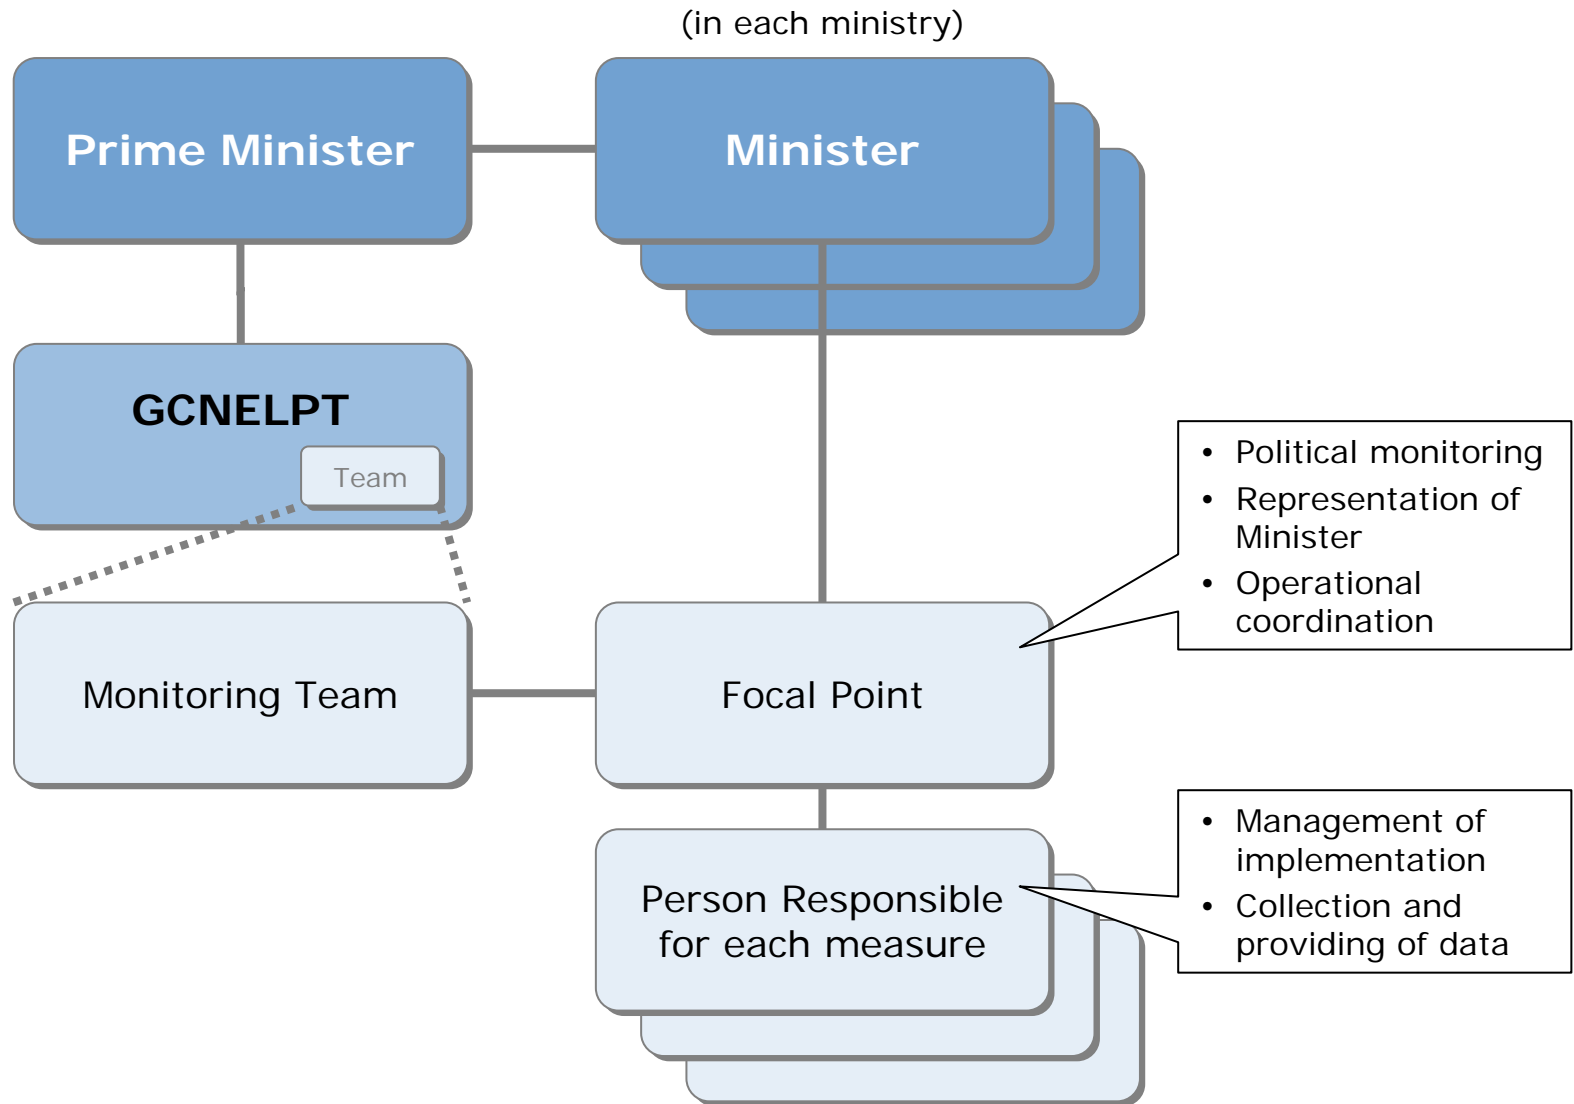 (in each ministry)
Prime Minister
Minister
GCNELPT
Team
• Political monitoring
• Representation of
Minister
• Operational
coordination
Monitoring Team
Focal Point
• Management of
implementation
• Collection and
providing of data
Person Responsible
for each measure